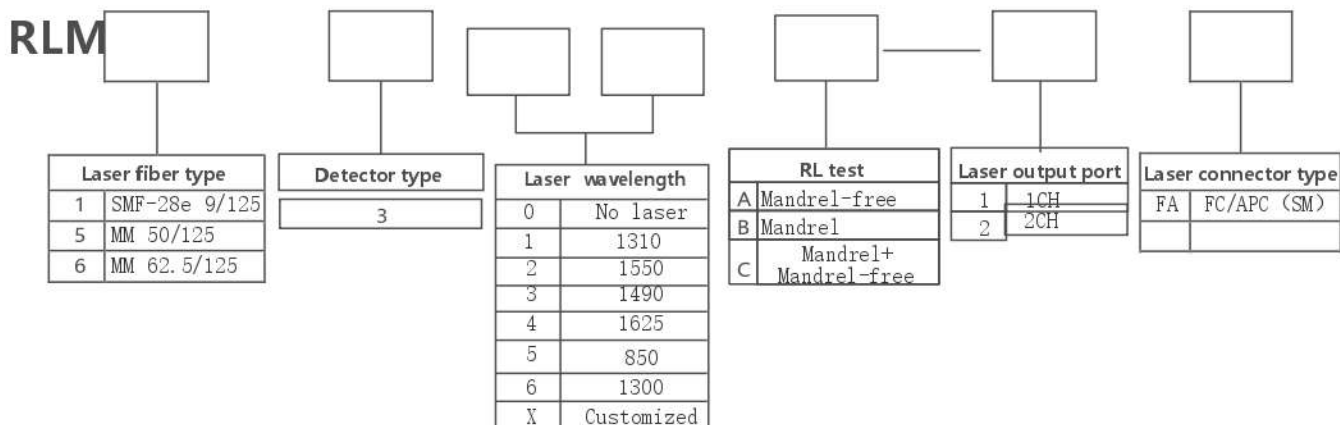 RLM
Laser fiber type
1 SMF-28e 9/125
5 MM 50/125
6 MM 62.5/125
Detector type
3
Laser wavelength
0 No laser
1 1310
2 1550
3 1490
4 1625
5 850
6 1300
X Customized
RL test
A Mandrel-free
B Mandrel
C Mandrel+
Mandrel-free
Laser output port
1 1CH
2 2CH
Laser connector type
FA FC/APC (SM)